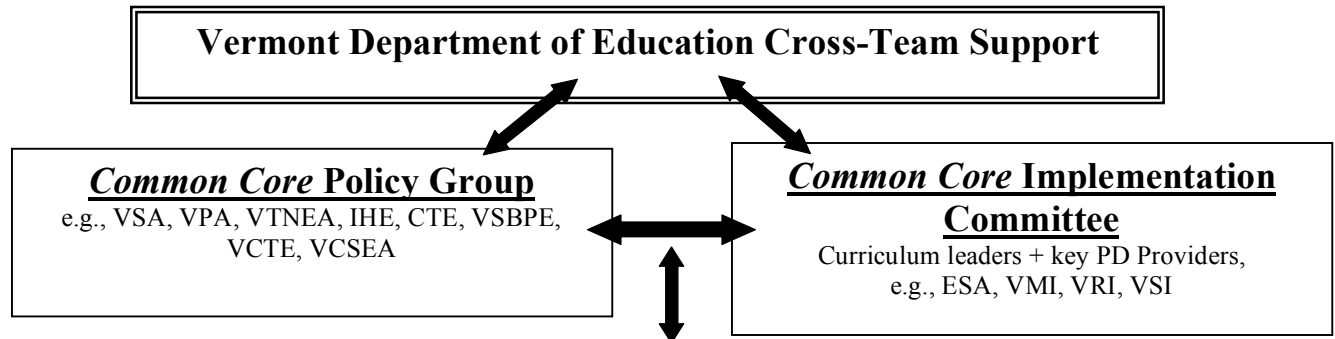 Vermont Department of Education Cross-Team Support
Common Core Policy Group
e.g., VSA, VPA, VTNEA, IHE, CTE, VSBPE,
VCTE, VCSEA
Common Core Implementation
Committee
Curriculum leaders + key PD Providers,
e.g., ESA, VMI, VRI, VSI